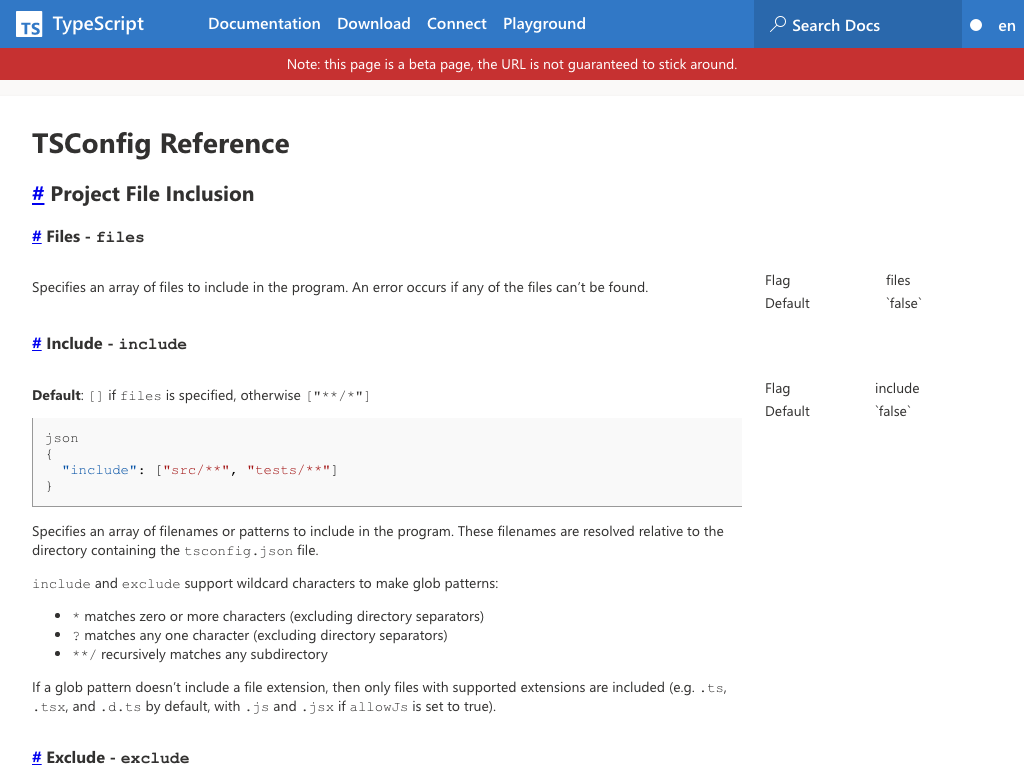 TS TypeScript Documentation Download Connect Playground Search Docs en
Note: this page is a beta page, the URL is not guaranteed to stick around.
TSConfig Reference
# Project File Inclusion
# Files - files
Specifies an array of files to include in the program. An error occurs if any of the files can’t be found.
Flag files
Default `false`
# Include - include
Default: [] if files is specified, otherwise ["**/*"]
Flag include
Default `false`
json
{
  "include": ["src/**", "tests/**"]
}
Specifies an array of filenames or patterns to include in the program. These filenames are resolved relative to the
directory containing the tsconfig.json file.
include and exclude support wildcard characters to make glob patterns:
• * matches zero or more characters (excluding directory separators)
• ? matches any one character (excluding directory separators)
• **/ recursively matches any subdirectory
If a glob pattern doesn’t include a file extension, then only files with supported extensions are included (e.g. .ts,
.tsx, and .d.ts by default, with .js and .jsx if allowJs is set to true).
# Exclude - exclude